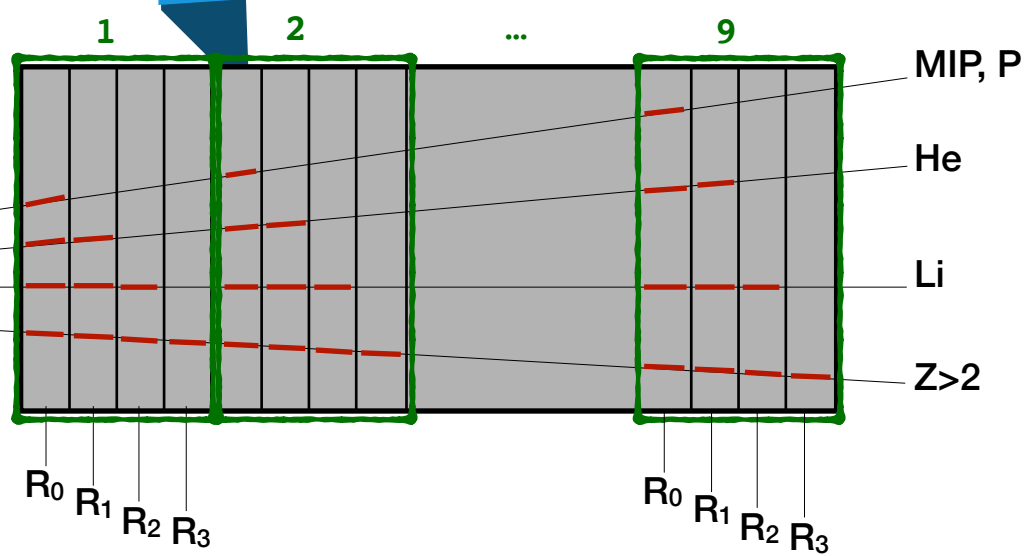 1 2 ... 9
MIP, P
He
Li
Z>2
R0 R1 R2 R3 R0 R1 R2 R3